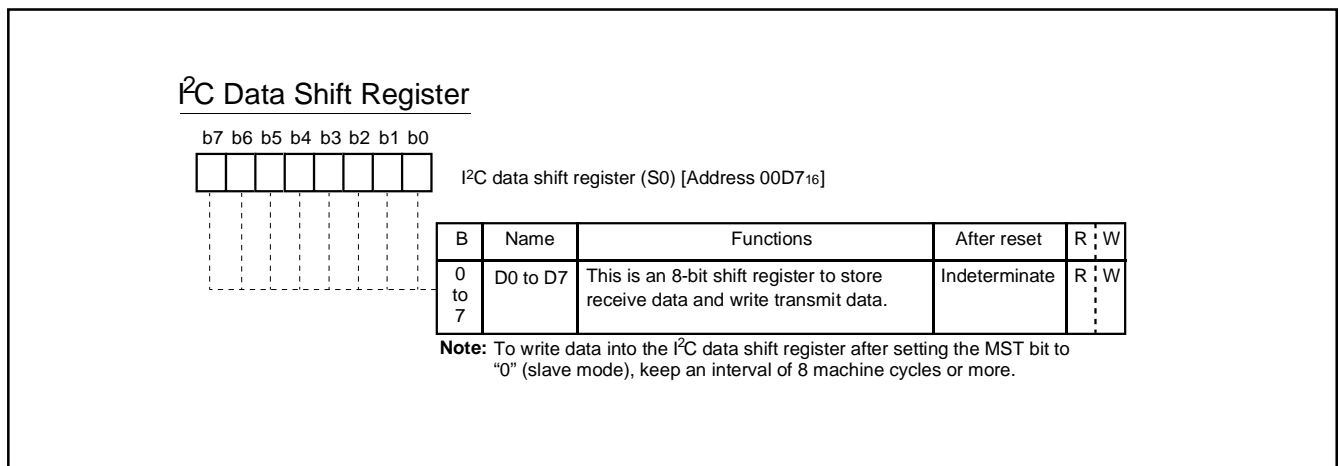 I²C Data Shift Register
b7 b6 b5 b4 b3 b2 b1 b0
I²C data shift register (S0) [Address 00D7₁₆]
B Name Functions After reset R W
0 to 7 D0 to D7 This is an 8-bit shift register to store Indeterminate R W
receive data and write transmit data.
Note: To write data into the I²C data shift register after setting the MST bit to
“0” (slave mode), keep an interval of 8 machine cycles or more.